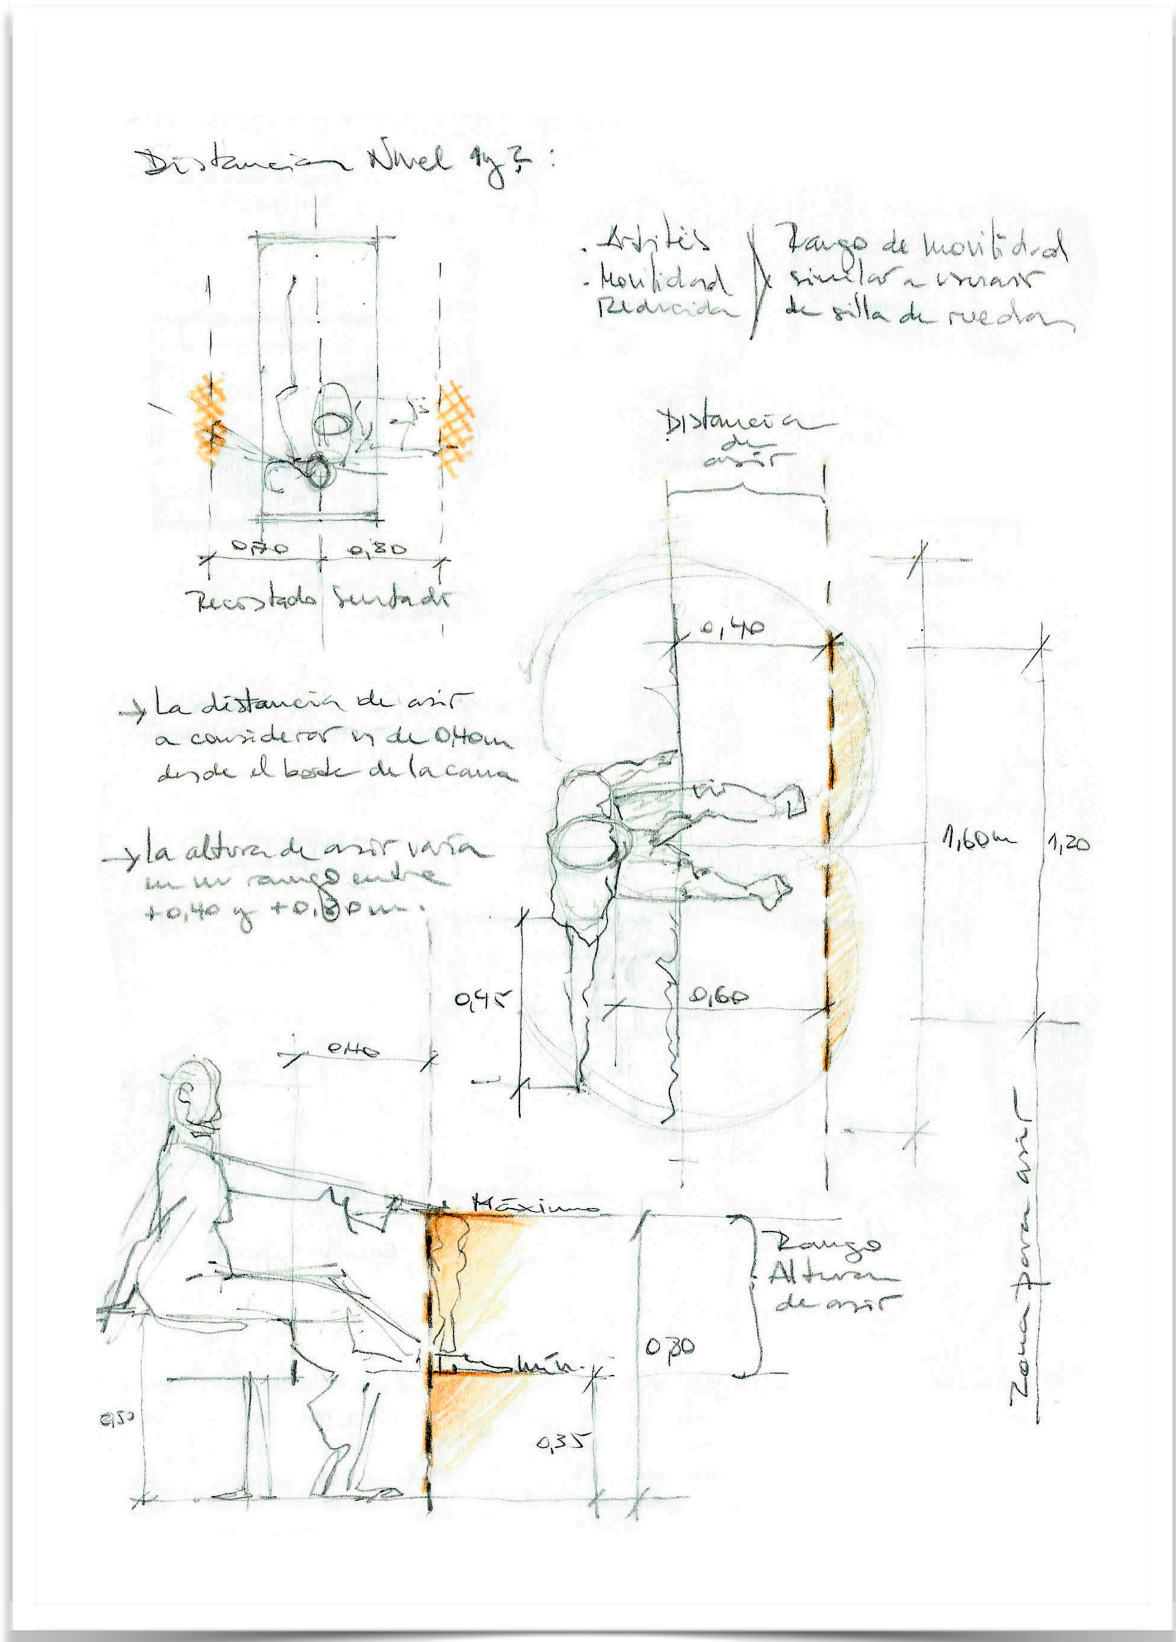 Distancian Nivel 1y2:
. Artritis
. Movilidad
Reducida
Rango de movilidad
similar a usuario
de silla de ruedas
Distancia
de
asir
0,70
0,80
Recostado
Sentado
0,40
→ La distancia de asir
a considerar es de 0,40m
desde el borde de la cama
→ la altura de asir varía
en un rango entre
+0,40 y +0,80m.
1,60m
1,20
0,45
0,60
0,40
Máximo
Rango
Altura
de asir
0,80
Mín.
0,50
0,35
Zona para asir